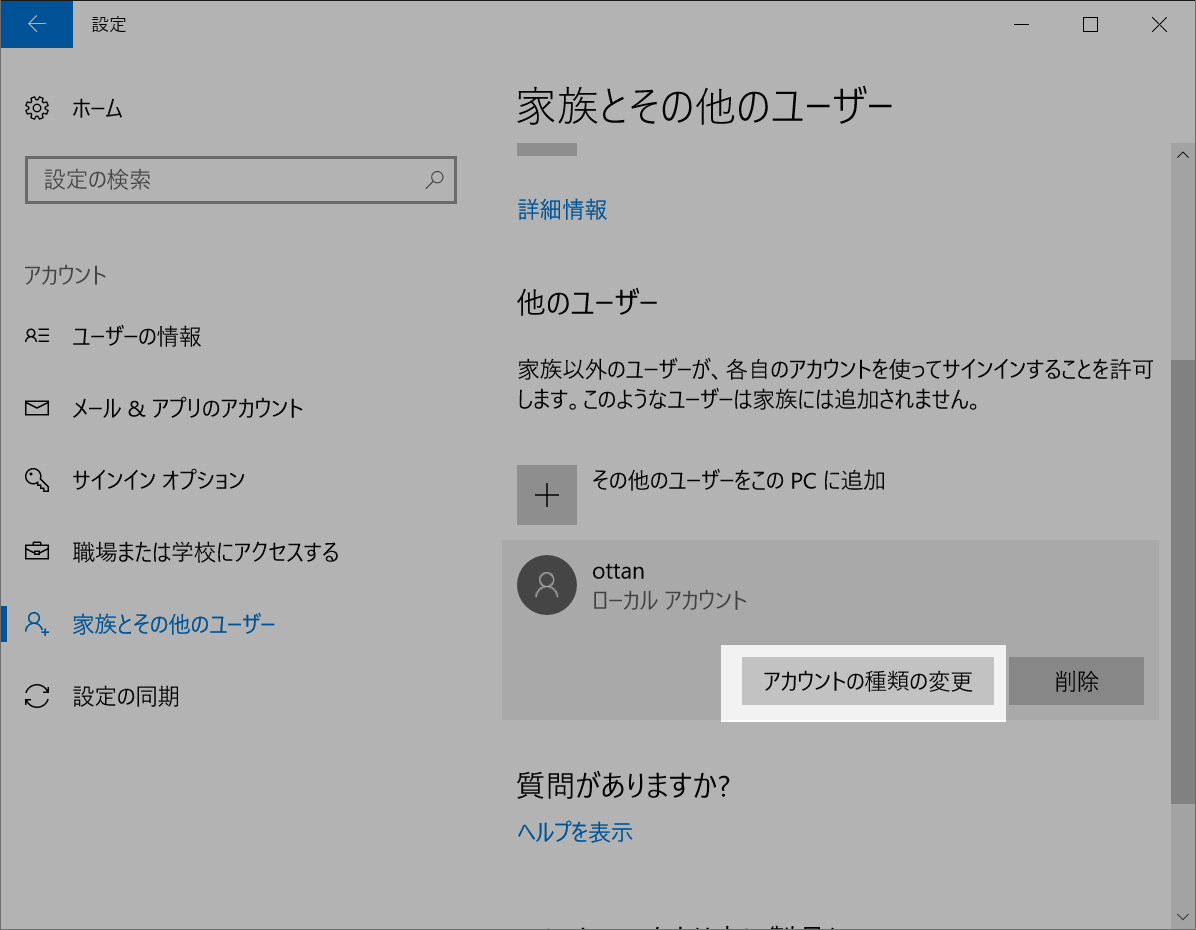 設定
ホーム
設定の検索
アカウント
ユーザーの情報
メール & アプリのアカウント
サインイン オプション
職場または学校にアクセスする
家族とその他のユーザー
設定の同期
家族とその他のユーザー
詳細情報
他のユーザー
家族以外のユーザーが、各自のアカウントを使ってサインインすることを許可
します。このようなユーザーは家族には追加されません。
その他のユーザーをこの PC に追加
ottan
ローカル アカウント
アカウントの種類の変更
削除
質問がありますか?
ヘルプを表示